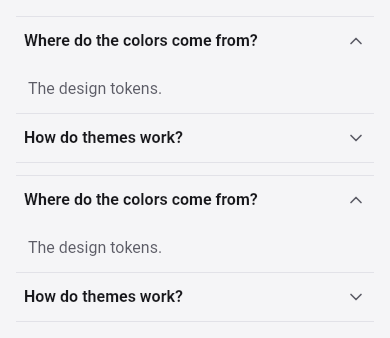 Where do the colors come from?
The design tokens.
How do themes work?
Where do the colors come from?
The design tokens.
How do themes work?